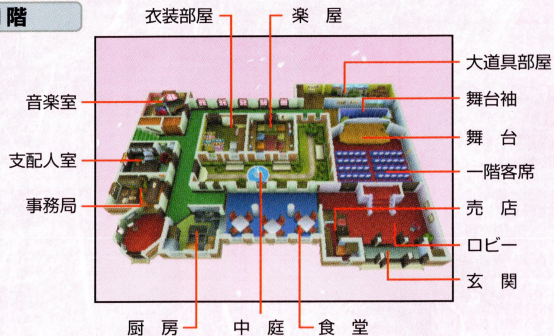 階
衣装部屋
楽 屋
大道具部屋
舞台袖
舞 台
一階客席
売 店
ロビー
玄 関
音楽室
支配人室
事務局
厨 房
中 庭
食 堂